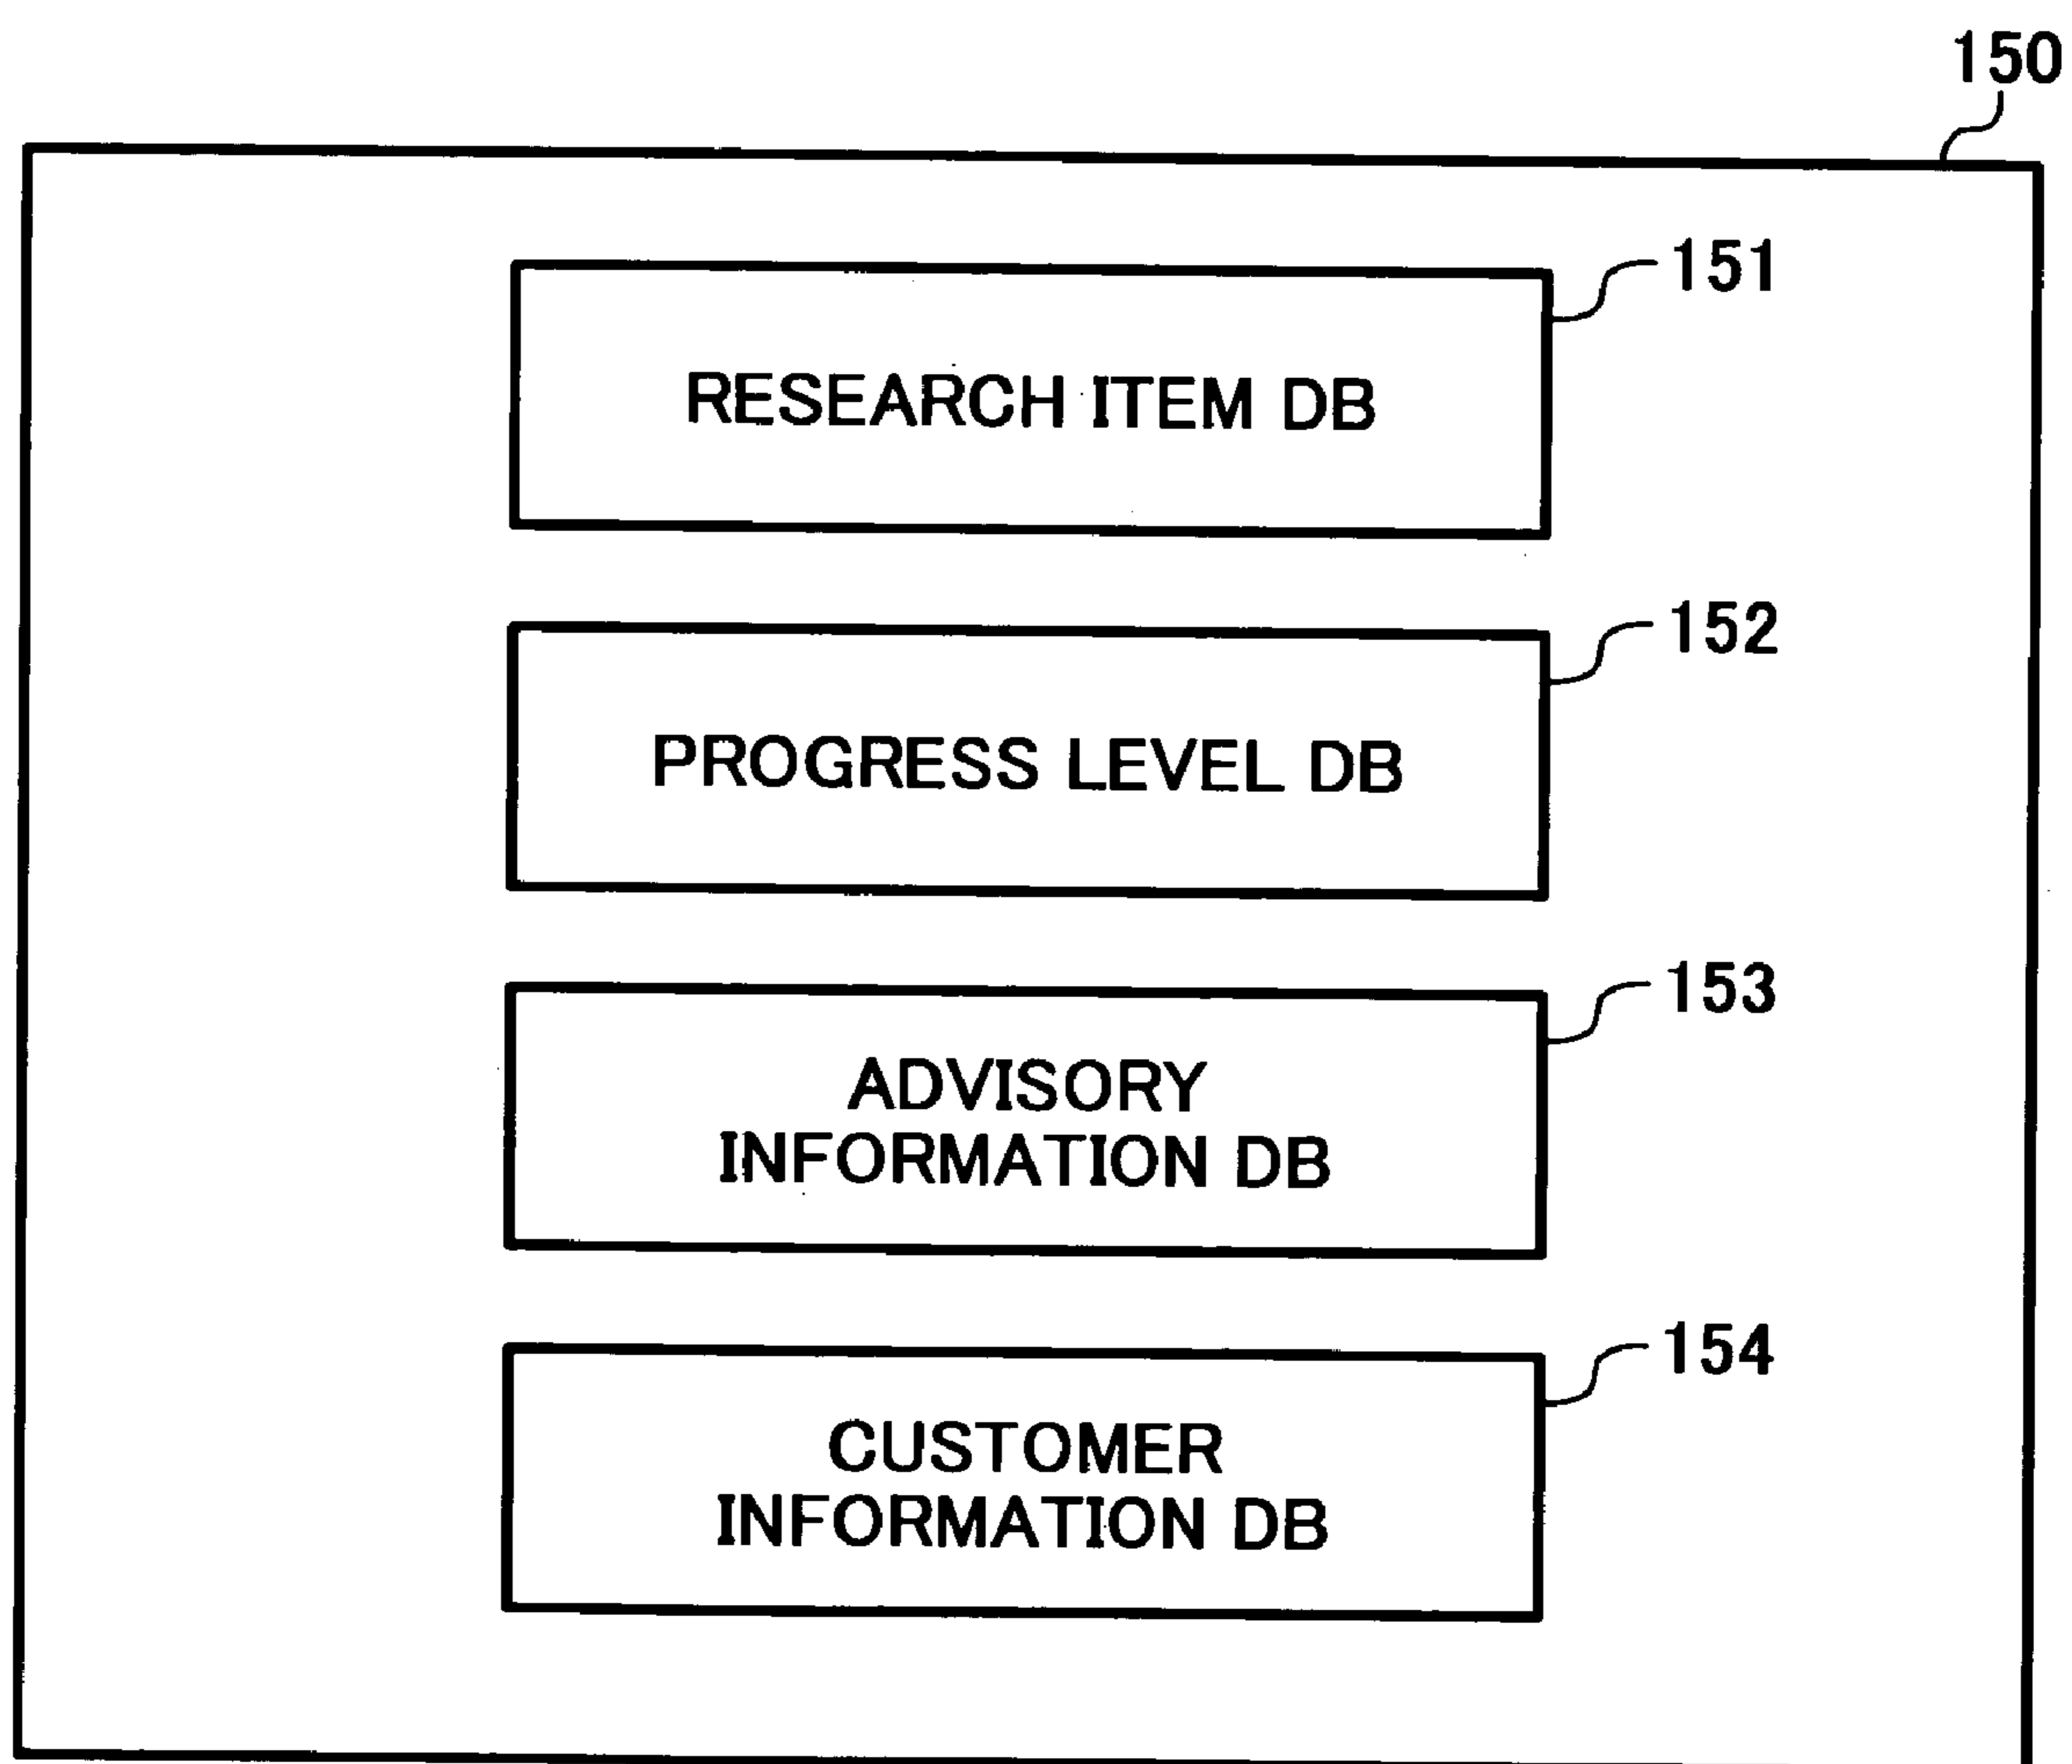 150
151
RESEARCH ITEM DB
152
PROGRESS LEVEL DB
153
ADVISORY
INFORMATION DB
154
CUSTOMER
INFORMATION DB